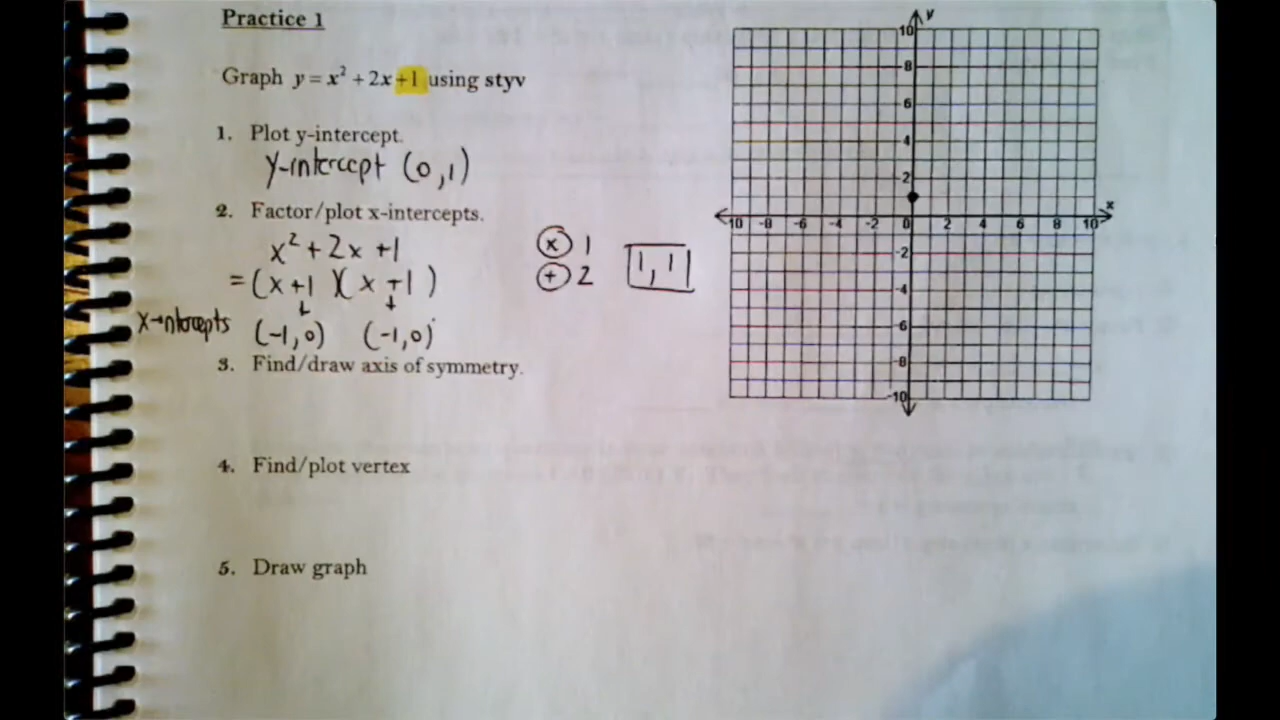 Practice 1
Graph y = x² + 2x +1 using styv
1. Plot y-intercept.
y-intercept (0,1)
2. Factor/plot x-intercepts.
x² + 2x + 1
= (x +1 )( x +1 )
x-intercepts (-1,0) (-1,0)
(x) 1
(+) 2
1, 1
3. Find/draw axis of symmetry.
4. Find/plot vertex
5. Draw graph
y
10
8
6
4
2
x
-10 -8 -6 -4 -2 0 2 4 6 8 10
-2
-4
-6
-8
-10